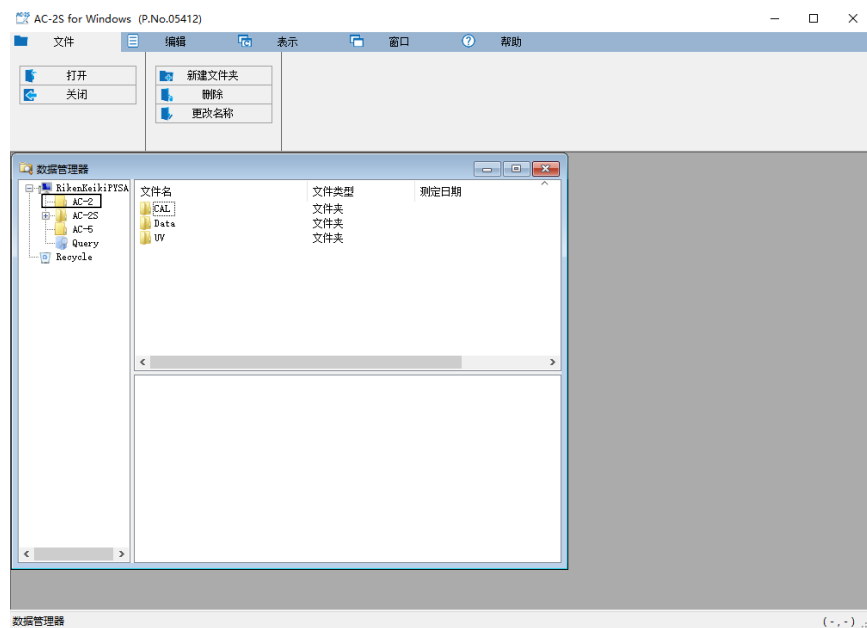 AC-2S for Windows (P.No.05412)
文件 编辑 表示 窗口 帮助
打开
关闭
新建文件夹
删除
更改名称
数据管理器
RikenKeikiPYSA
AC-2
AC-2S
AC-5
Query
Recycle
文件名 文件类型 测定日期
CAL 文件夹
Data 文件夹
UV 文件夹
数据管理器 (-,-)